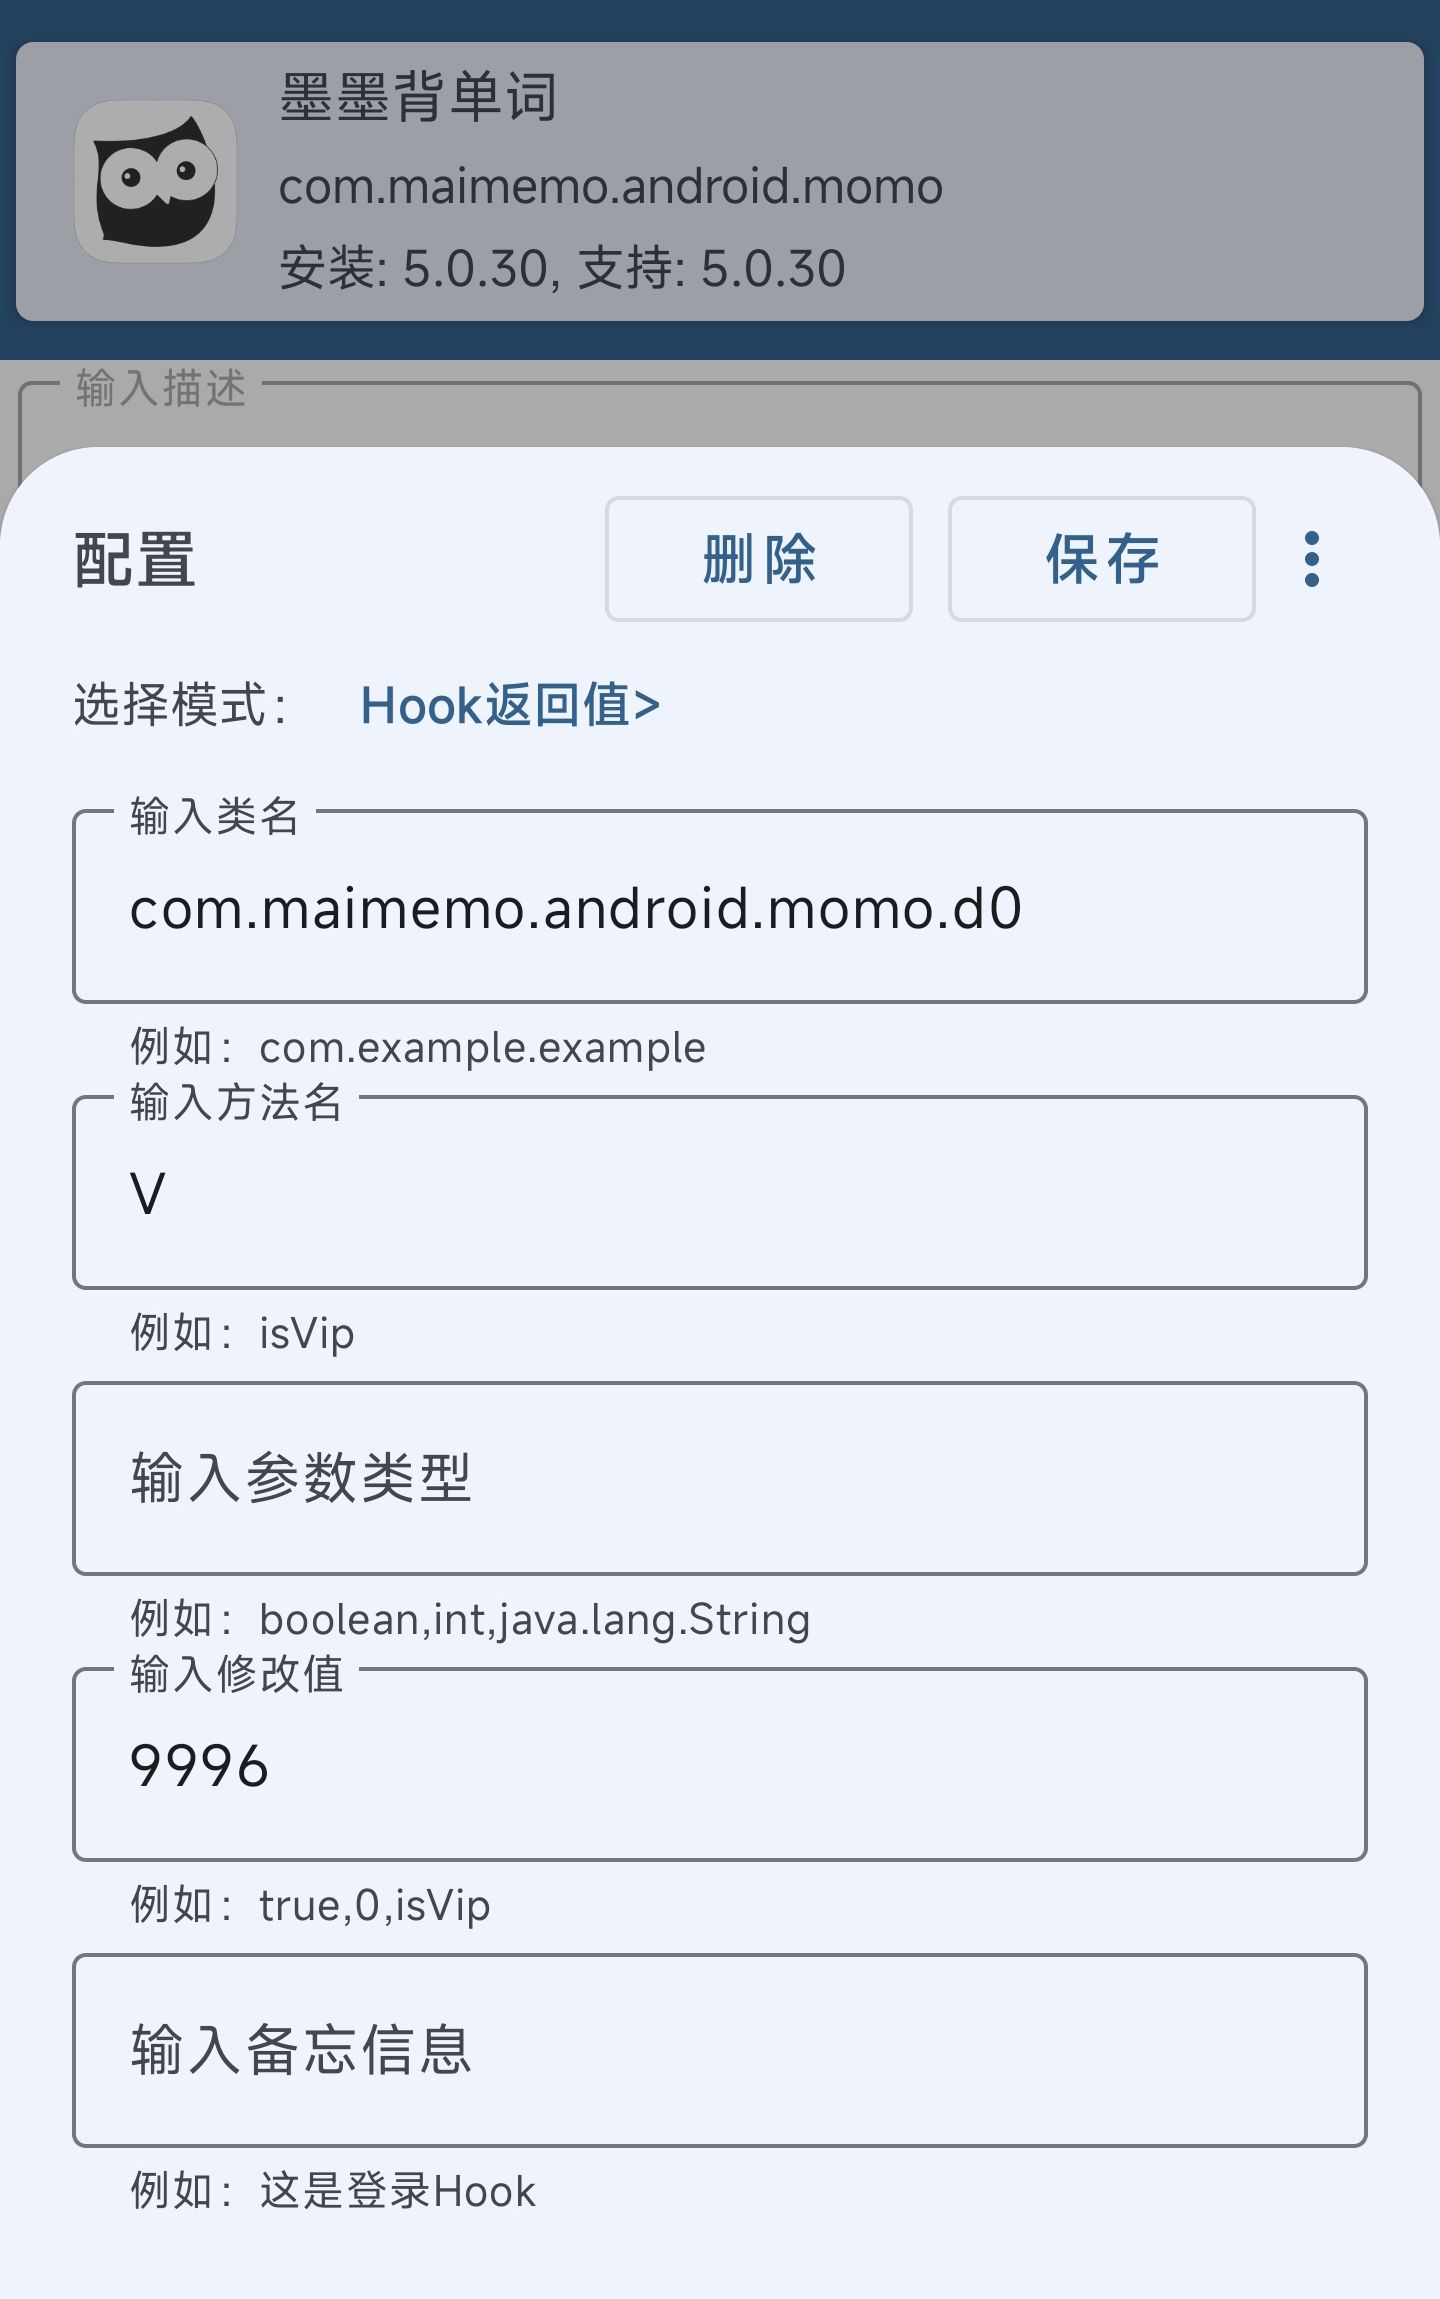 墨墨背单词
com.maimemo.android.momo
安装: 5.0.30, 支持: 5.0.30
输入描述
配置
删除
保存
选择模式： Hook返回值>
输入类名
com.maimemo.android.momo.d0
例如：com.example.example
输入方法名
V
例如：isVip
输入参数类型
例如：boolean,int,java.lang.String
输入修改值
9996
例如：true,0,isVip
输入备忘信息
例如：这是登录Hook